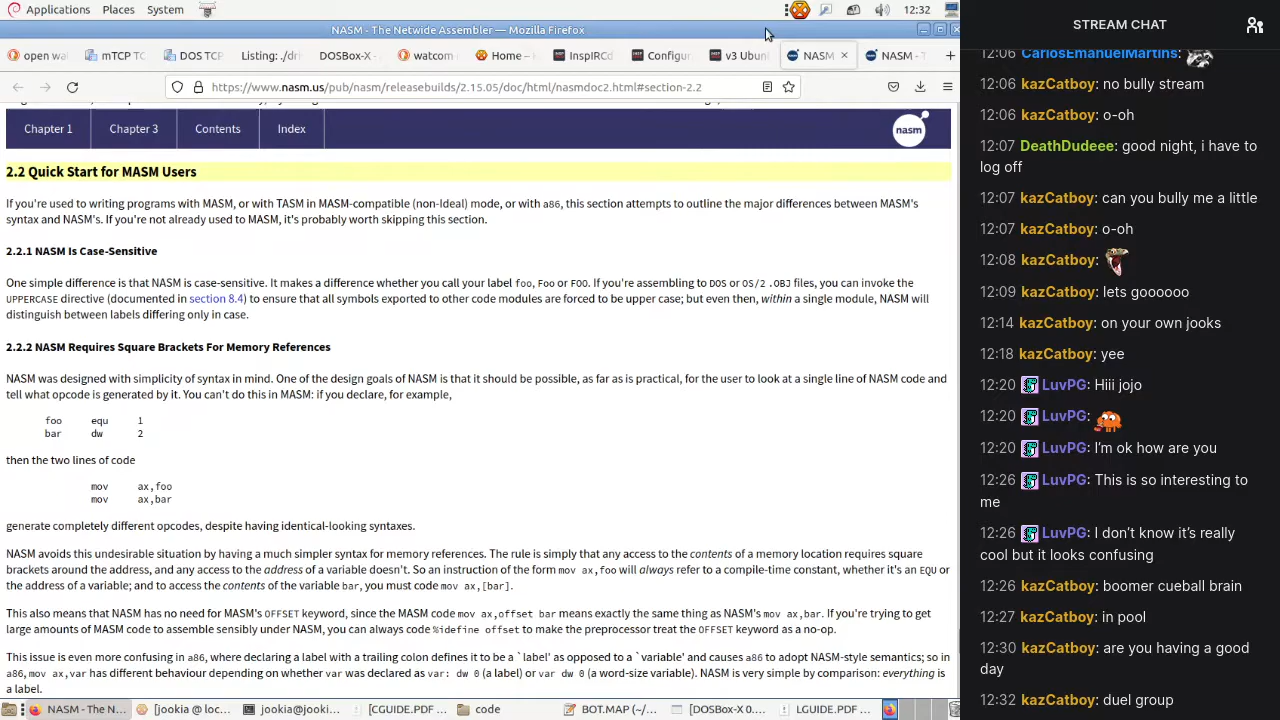 Applications Places System 12:32
NASM - The Netwide Assembler — Mozilla Firefox
open wa mTCP TC DOS TCP Listing: ./dri DOSBox-X - watcom Home InspIRCd Configur v3 Ubun NASM NASM - T
https://www.nasm.us/pub/nasm/releasebuilds/2.15.05/doc/html/nasmdoc2.html#section-2.2
Chapter 1 Chapter 3 Contents Index nasm
2.2 Quick Start for MASM Users
If you're used to writing programs with MASM, or with TASM in MASM-compatible (non-Ideal) mode, or with a86, this section attempts to outline the major differences between MASM's
syntax and NASM's. If you're not already used to MASM, it's probably worth skipping this section.
2.2.1 NASM Is Case-Sensitive
One simple difference is that NASM is case-sensitive. It makes a difference whether you call your label foo, Foo or FOO. If you're assembling to DOS or OS/2 .OBJ files, you can invoke the
UPPERCASE directive (documented in section 8.4) to ensure that all symbols exported to other code modules are forced to be upper case; but even then, within a single module, NASM will
distinguish between labels differing only in case.
2.2.2 NASM Requires Square Brackets For Memory References
NASM was designed with simplicity of syntax in mind. One of the design goals of NASM is that it should be possible, as far as is practical, for the user to look at a single line of NASM code and
tell what opcode is generated by it. You can't do this in MASM: if you declare, for example,
foo equ 1
bar dw 2
then the two lines of code
mov ax,foo
mov ax,bar
generate completely different opcodes, despite having identical-looking syntaxes.
NASM avoids this undesirable situation by having a much simpler syntax for memory references. The rule is simply that any access to the contents of a memory location requires square
brackets around the address, and any access to the address of a variable doesn't. So an instruction of the form mov ax,foo will always refer to a compile-time constant, whether it's an EQU or
the address of a variable; and to access the contents of the variable bar, you must code mov ax,[bar].
This also means that NASM has no need for MASM's OFFSET keyword, since the MASM code mov ax,offset bar means exactly the same thing as NASM's mov ax,bar. If you're trying to get
large amounts of MASM code to assemble sensibly under NASM, you can always code %idefine offset to make the preprocessor treat the OFFSET keyword as a no-op.
This issue is even more confusing in a86, where declaring a label with a trailing colon defines it to be a `label' as opposed to a `variable' and causes a86 to adopt NASM-style semantics; so in
a86, mov ax,var has different behaviour depending on whether var was declared as var: dw 0 (a label) or var dw 0 (a word-size variable). NASM is very simple by comparison: everything is
a label.
NASM - The N... [jookia @ loc... jookia@jooki... [CGUIDE.PDF ... code BOT.MAP (~/... [DOSBox-X 0.... LGUIDE.PDF ...
STREAM CHAT
12:06 CarlosEmanuelMartins:
12:06 kazCatboy: no bully stream
12:06 kazCatboy: o-oh
12:07 DeathDudeee: good night, i have to
log off
12:07 kazCatboy: can you bully me a little
12:07 kazCatboy: o-oh
12:08 kazCatboy:
12:09 kazCatboy: lets goooooo
12:14 kazCatboy: on your own jooks
12:18 kazCatboy: yee
12:20 LuvPG: Hiii jojo
12:20 LuvPG:
12:20 LuvPG: I'm ok how are you
12:26 LuvPG: This is so interesting to
me
12:26 LuvPG: I don't know it's really
cool but it looks confusing
12:26 kazCatboy: boomer cueball brain
12:27 kazCatboy: in pool
12:30 kazCatboy: are you having a good
day
12:32 kazCatboy: duel group